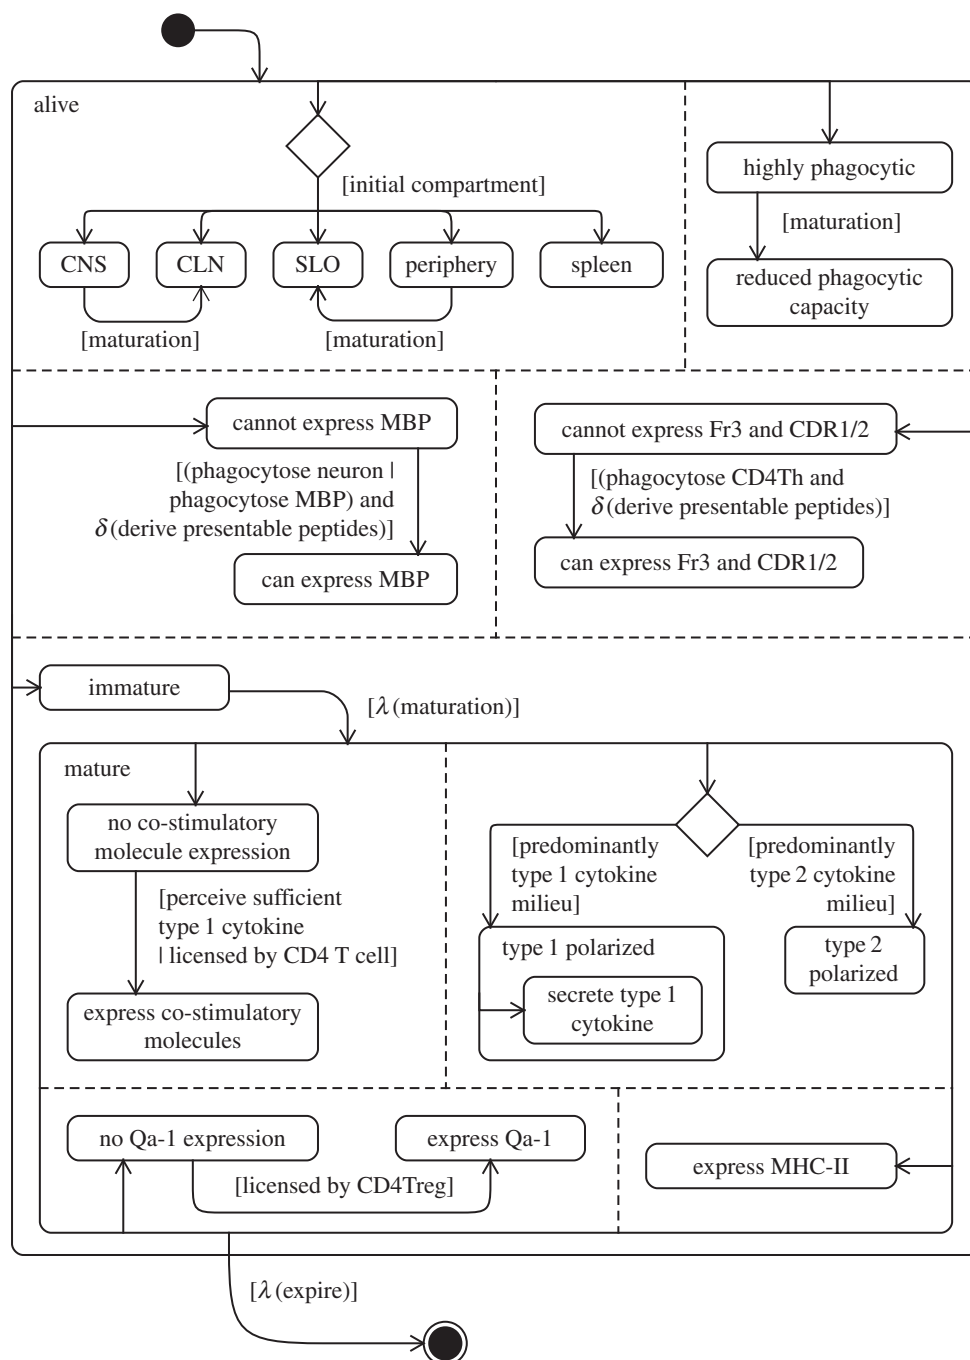 alive
[initial compartment]
CNS
CLN
SLO
periphery
spleen
[maturation]
[maturation]
highly phagocytic
[maturation]
reduced phagocytic
capacity
cannot express MBP
[(phagocytose neuron |
phagocytose MBP) and
δ(derive presentable peptides)]
can express MBP
cannot express Fr3 and CDR1/2
[(phagocytose CD4Th and
δ(derive presentable peptides)]
can express Fr3 and CDR1/2
immature
[λ(maturation)]
mature
no co-stimulatory
molecule expression
[perceive sufficient
type 1 cytokine
| licensed by CD4 T cell]
express co-stimulatory
molecules
[predominantly
type 1 cytokine
milieu]
[predominantly
type 2 cytokine
milieu]
type 1 polarized
secrete type 1
cytokine
type 2
polarized
no Qa-1 expression
express Qa-1
[licensed by CD4Treg]
express MHC-II
[λ(expire)]